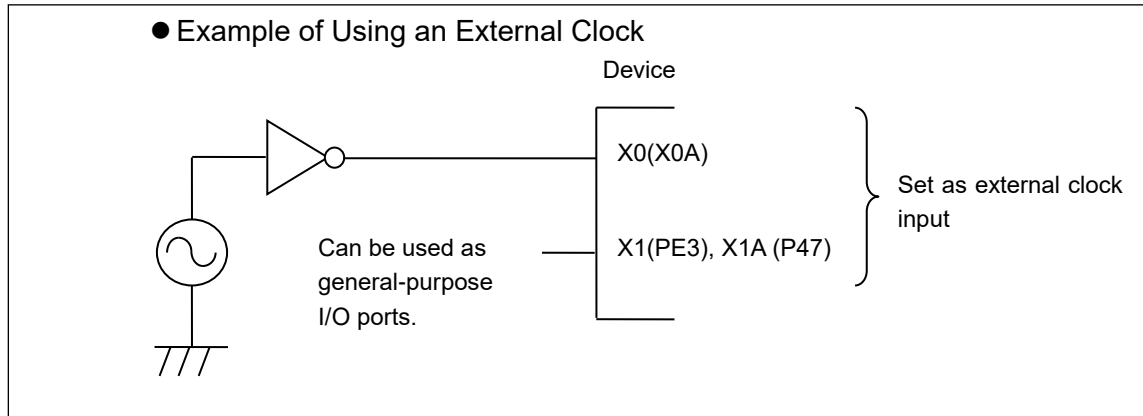 ● Example of Using an External Clock
Device
X0(X0A)
Set as external clock
input
Can be used as
general-purpose
I/O ports.
X1(PE3), X1A (P47)